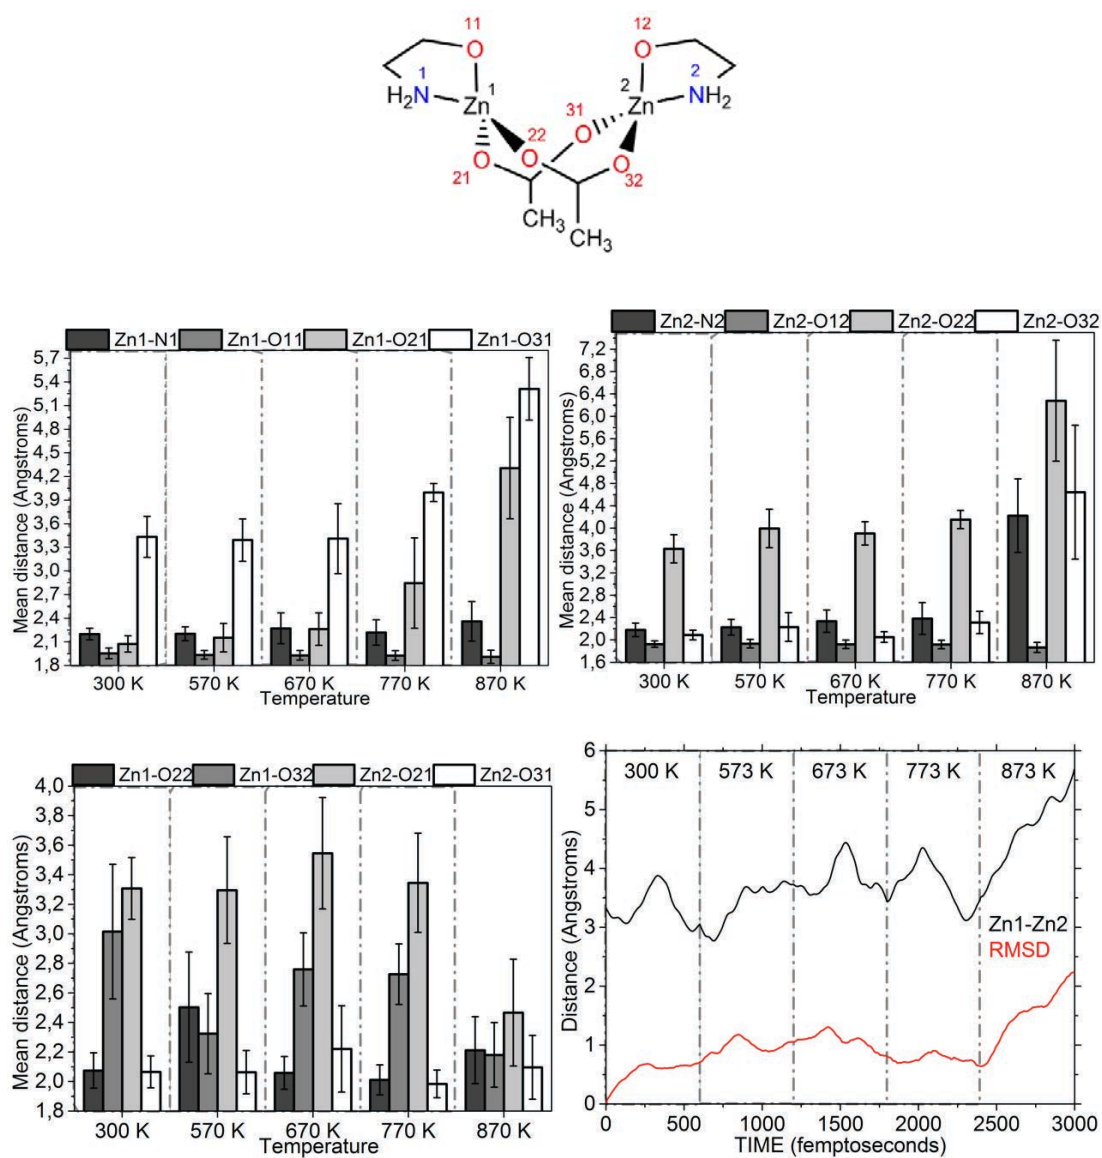 11 12
O O
1 2
H₂N Zn 1 2 Zn NH₂
31
22 O
O O O
21 32
CH₃
CH₃
Zn1-N1 Zn1-O11 Zn1-O21 Zn1-O31
5,7
5,4
5,1
4,8
4,5
4,2
3,9
3,6
3,3
3,0
2,7
2,4
2,1
1,8
Mean distance (Angstroms)
300 K 570 K 670 K 770 K 870 K
Temperature
Zn2-N2 Zn2-O12 Zn2-O22 Zn2-O32
7,2
6,8
6,4
6,0
5,6
5,2
4,8
4,4
4,0
3,6
3,2
2,8
2,4
2,0
1,6
Mean distance (Angstroms)
300 K 570 K 670 K 770 K 870 K
Temperature
Zn1-O22 Zn1-O32 Zn2-O21 Zn2-O31
4,0
3,8
3,6
3,4
3,2
3,0
2,8
2,6
2,4
2,2
2,0
1,8
Mean distance (Angstroms)
300 K 570 K 670 K 770 K 870 K
Temperature
6
5
4
3
2
1
0
Distance (Angstroms)
300 K 573 K 673 K 773 K 873 K
Zn1-Zn2
RMSD
0 500 1000 1500 2000 2500 3000
TIME (femptoseconds)